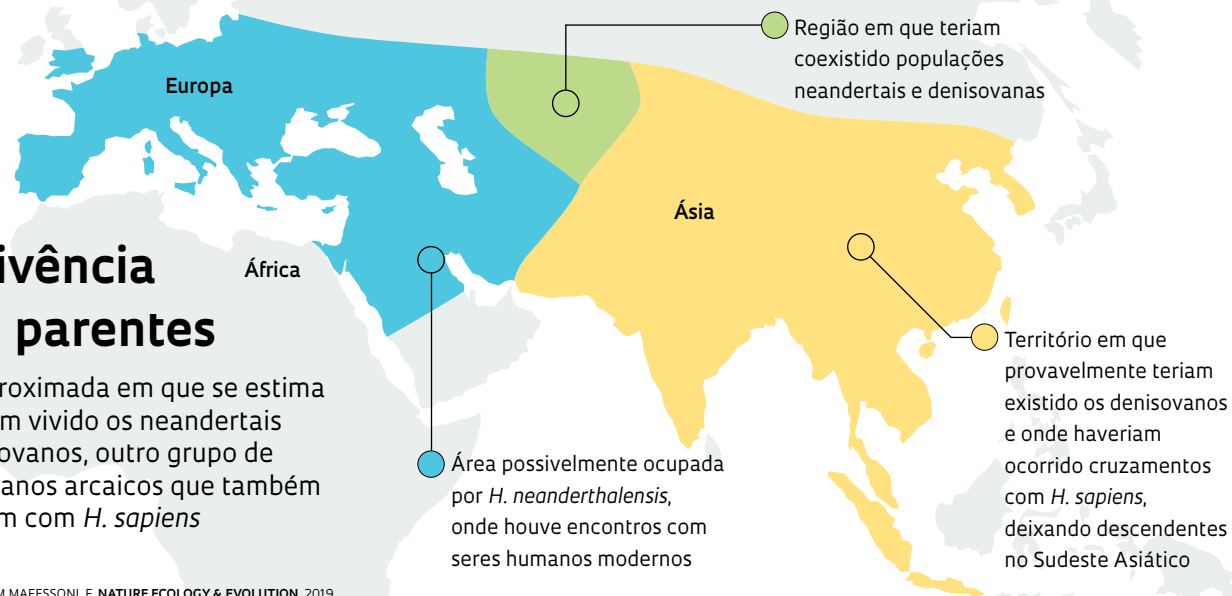 Região em que teriam
coexistido populações
neandertais e denisovanas
Europa
Ásia
África
ivência
parentes
roximada em que se estima
m vivido os neandertais
ovanos, outro grupo de
anos arcaicos que também
m com H. sapiens
Área possivelmente ocupada
por H. neanderthalensis,
onde houve encontros com
seres humanos modernos
Território em que
provavelmente teriam
existido os denisovanos
e onde haveriam
ocorrido cruzamentos
com H. sapiens,
deixando descendentes
no Sudeste Asiático
M MAFESSONI, F. NATURE ECOLOGY & EVOLUTION, 2019